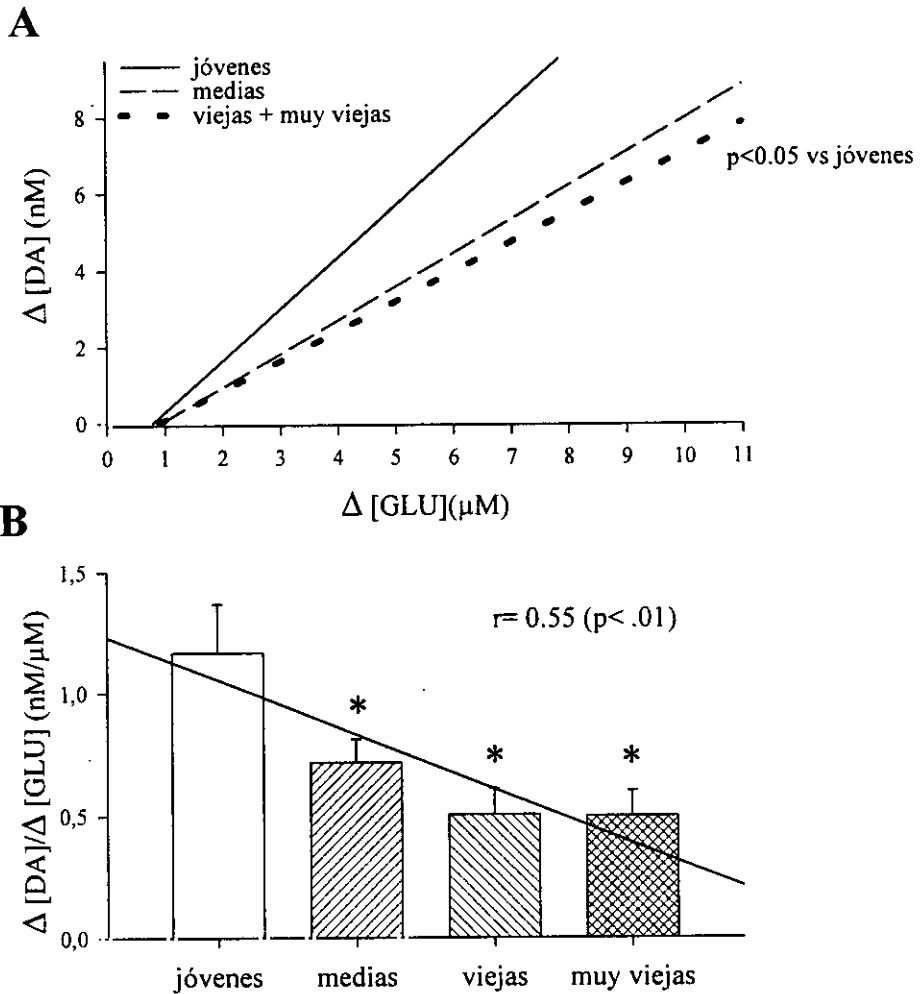 A
jóvenes
medias
viejas + muy viejas
p<0.05 vs jóvenes
Δ [DA] (nM)
8
6
4
2
0
0 1 2 3 4 5 6 7 8 9 10 11
Δ [GLU](μM)
B
r= 0.55 (p< .01)
Δ [DA]/Δ [GLU] (nM/μM)
1,5
1,0
0,5
0,0
*
*
*
jóvenes medias viejas muy viejas